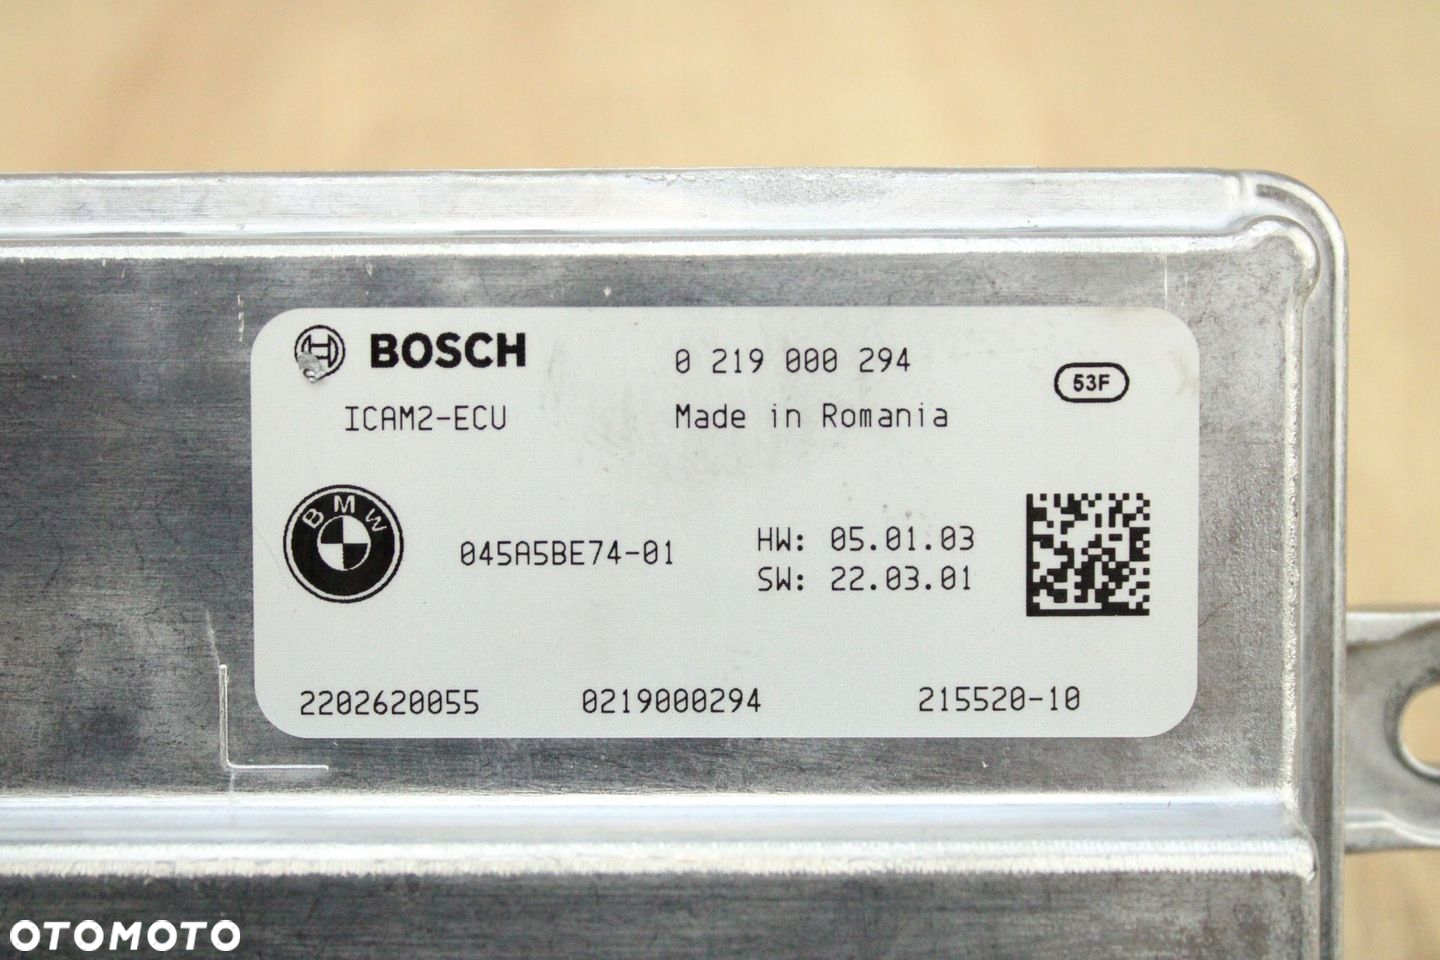 BOSCH
0 219 000 294
53F
ICAM2-ECU
Made in Romania
BMW
045A5BE74-01
HW: 05.01.03
SW: 22.03.01
2202620055
0219000294
215520-10
OTOMOTO